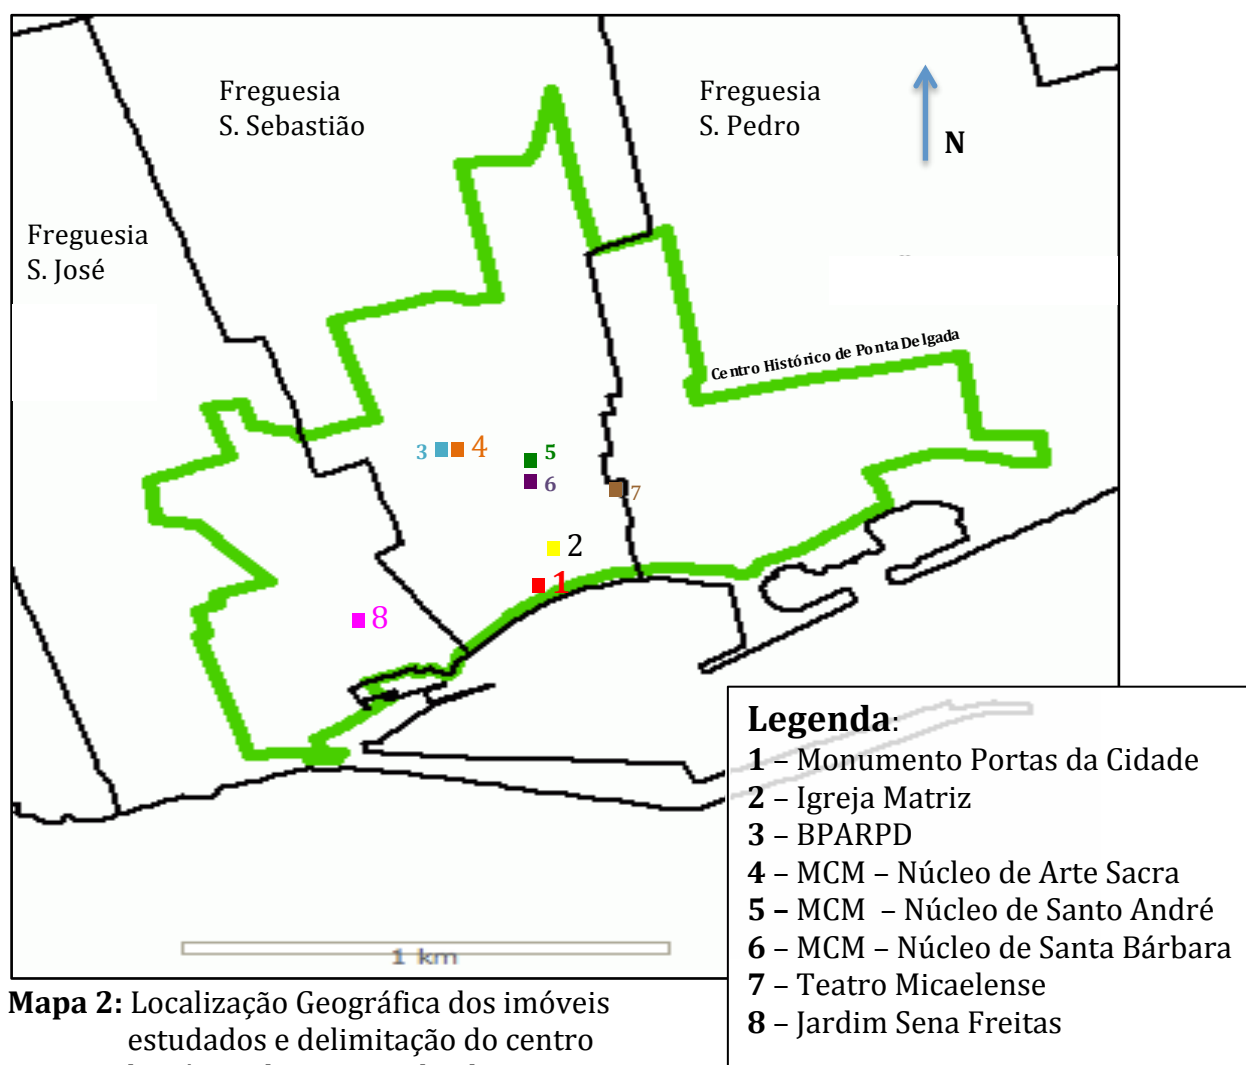 Freguesia
S. Sebastião
Freguesia
S. Pedro
N
Freguesia
S. José
Centro Histórico de Ponta Delgada
3
4
5
6
7
2
1
8
Legenda:
1 – Monumento Portas da Cidade
2 – Igreja Matriz
3 – BPARPD
4 – MCM – Núcleo de Arte Sacra
5 – MCM – Núcleo de Santo André
6 – MCM – Núcleo de Santa Bárbara
7 – Teatro Micaelense
8 – Jardim Sena Freitas
1 km
Mapa 2: Localização Geográfica dos imóveis
estudados e delimitação do centro